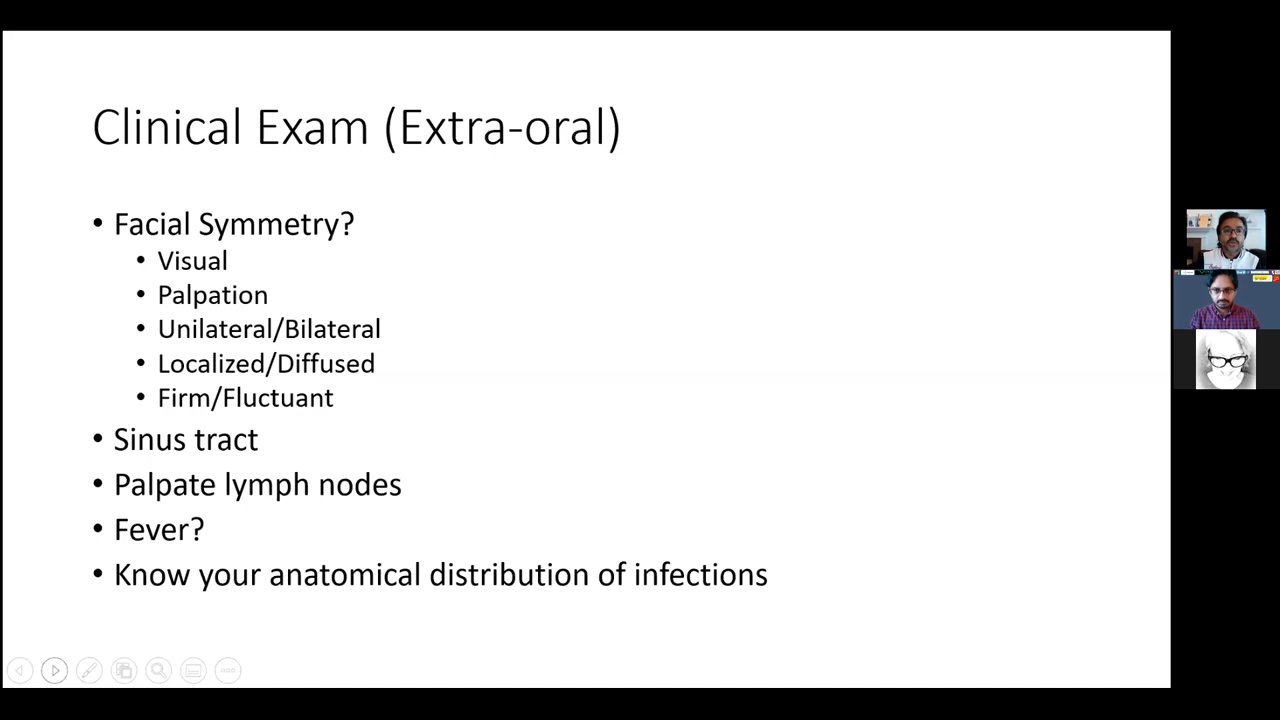 Clinical Exam (Extra-oral)
• Facial Symmetry?
• Visual
• Palpation
• Unilateral/Bilateral
• Localized/Diffused
• Firm/Fluctuant
• Sinus tract
• Palpate lymph nodes
• Fever?
• Know your anatomical distribution of infections